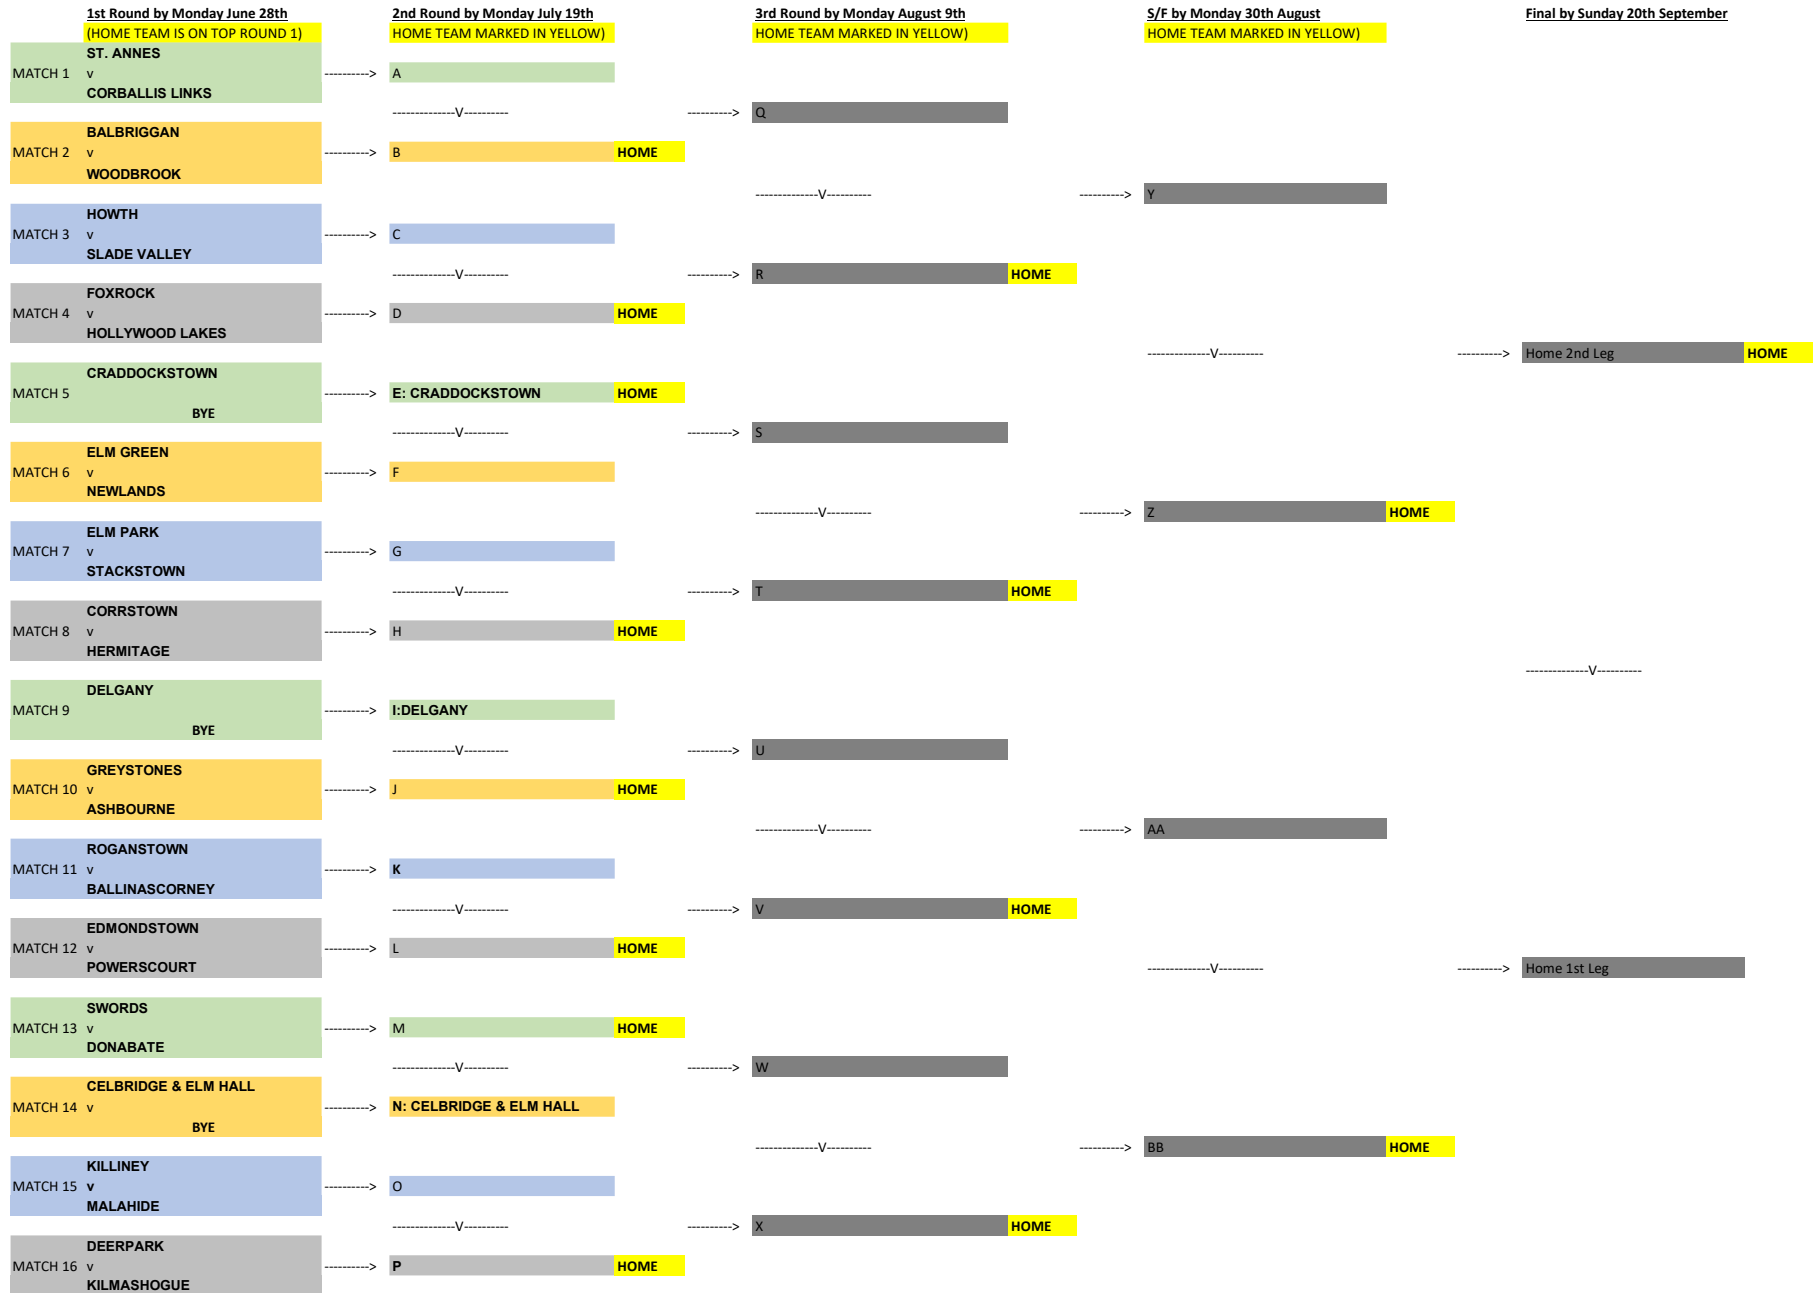 1st Round by Monday June 28th 2nd Round by Monday July 19th 3rd Round by Monday August 9th S/F by Monday 30th August Final by Sunday 20th September
(HOME TEAM IS ON TOP ROUND 1) HOME TEAM MARKED IN YELLOW) HOME TEAM MARKED IN YELLOW) HOME TEAM MARKED IN YELLOW)
ST. ANNES
MATCH 1 v ----------> A
CORBALLIS LINKS
--------------V---------- ----------> Q
BALBRIGGAN
MATCH 2 v ----------> B HOME
WOODBROOK
--------------V---------- ----------> Y
HOWTH
MATCH 3 v ----------> C
SLADE VALLEY
--------------V---------- ----------> R HOME
FOXROCK
MATCH 4 v ----------> D HOME
HOLLYWOOD LAKES
--------------V---------- ----------> Home 2nd Leg HOME
CRADDOCKSTOWN
MATCH 5 ----------> E: CRADDOCKSTOWN HOME
BYE
--------------V---------- ----------> S
ELM GREEN
MATCH 6 v ----------> F
NEWLANDS
--------------V---------- ----------> Z HOME
ELM PARK
MATCH 7 v ----------> G
STACKSTOWN
--------------V---------- ----------> T HOME
CORRSTOWN
MATCH 8 v ----------> H HOME
HERMITAGE
--------------V----------
DELGANY
MATCH 9 ----------> I:DELGANY
BYE
--------------V---------- ----------> U
GREYSTONES
MATCH 10 v ----------> J HOME
ASHBOURNE
--------------V---------- ----------> AA
ROGANSTOWN
MATCH 11 v ----------> K
BALLINASCORNEY
--------------V---------- ----------> V HOME
EDMONDSTOWN
MATCH 12 v ----------> L HOME
POWERSCOURT --------------V---------- ----------> Home 1st Leg
SWORDS
MATCH 13 v ----------> M HOME
DONABATE
--------------V---------- ----------> W
CELBRIDGE & ELM HALL
MATCH 14 v ----------> N: CELBRIDGE & ELM HALL
BYE
--------------V---------- ----------> BB HOME
KILLINEY
MATCH 15 v ----------> O
MALAHIDE
--------------V---------- ----------> X HOME
DEERPARK
MATCH 16 v ----------> P HOME
KILMASHOGUE